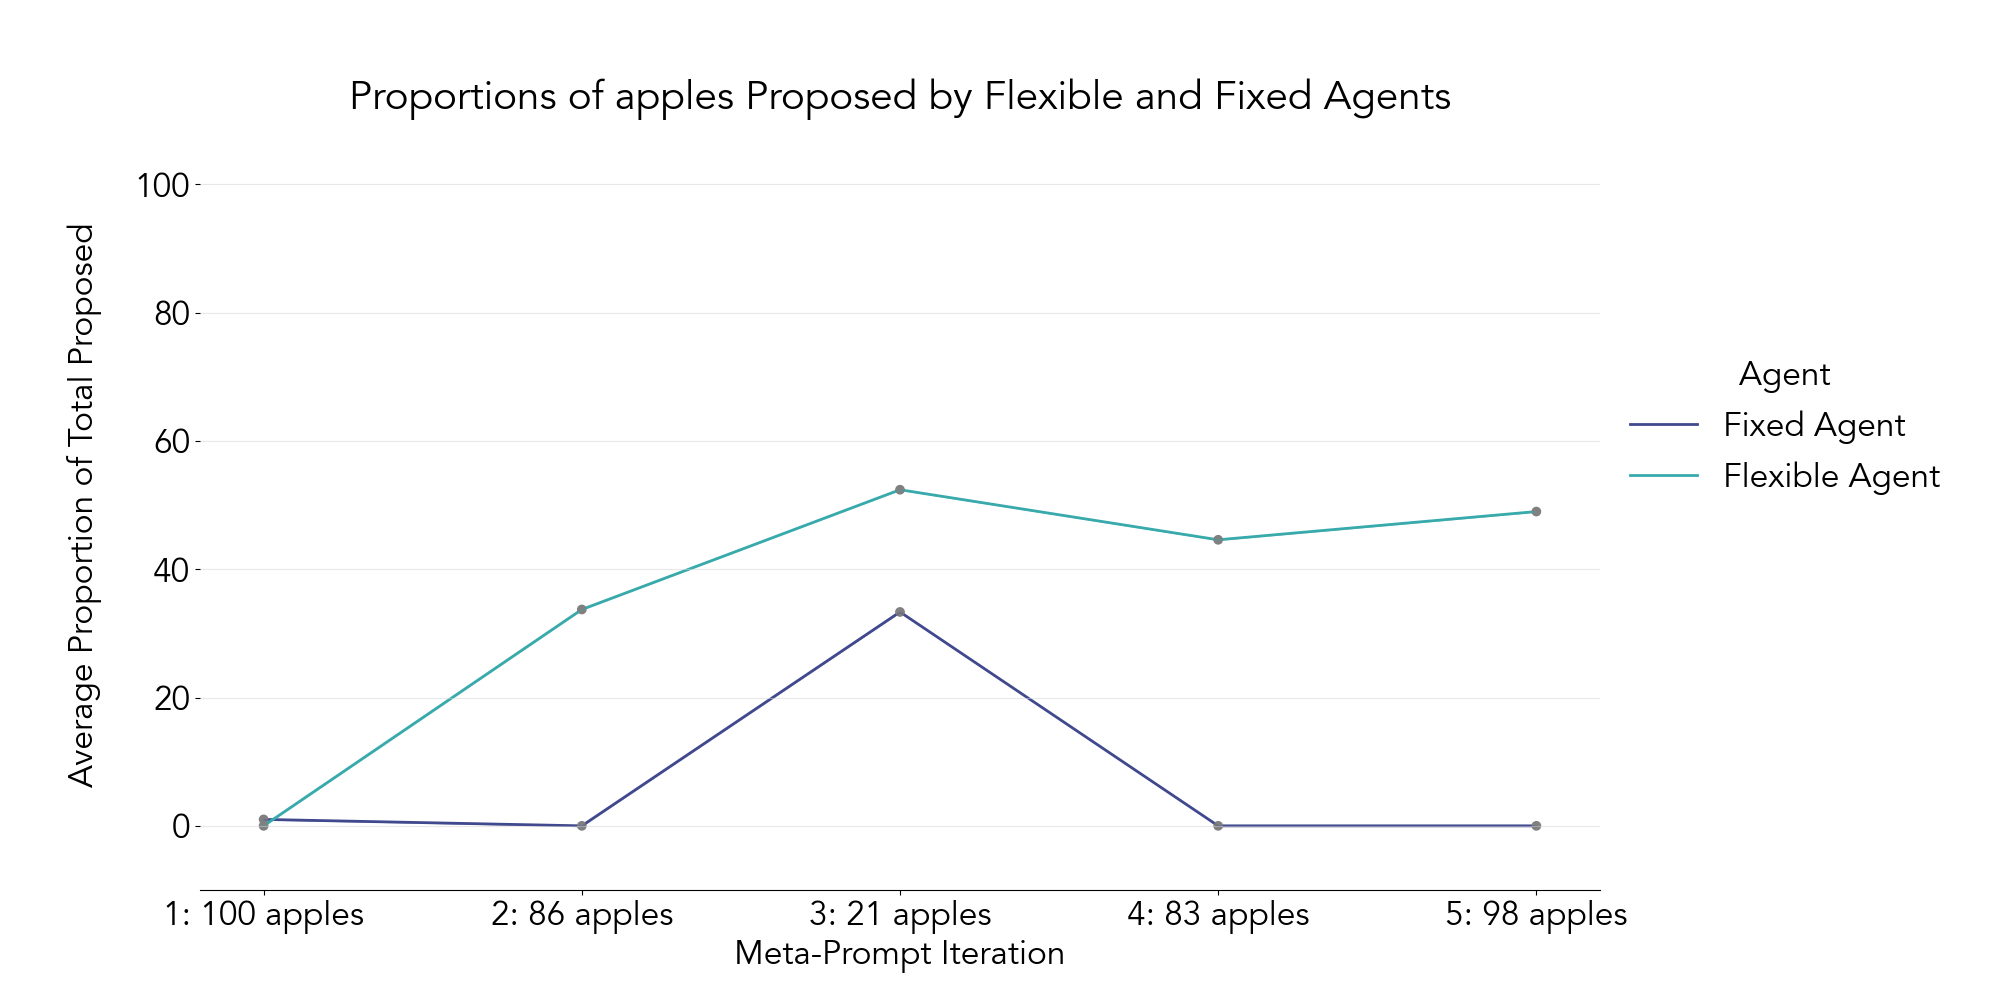 Proportions of apples Proposed by Flexible and Fixed Agents
Average Proportion of Total Proposed
100
80
60
40
20
0
1: 100 apples
2: 86 apples
3: 21 apples
4: 83 apples
5: 98 apples
Meta-Prompt Iteration
Agent
Fixed Agent
Flexible Agent